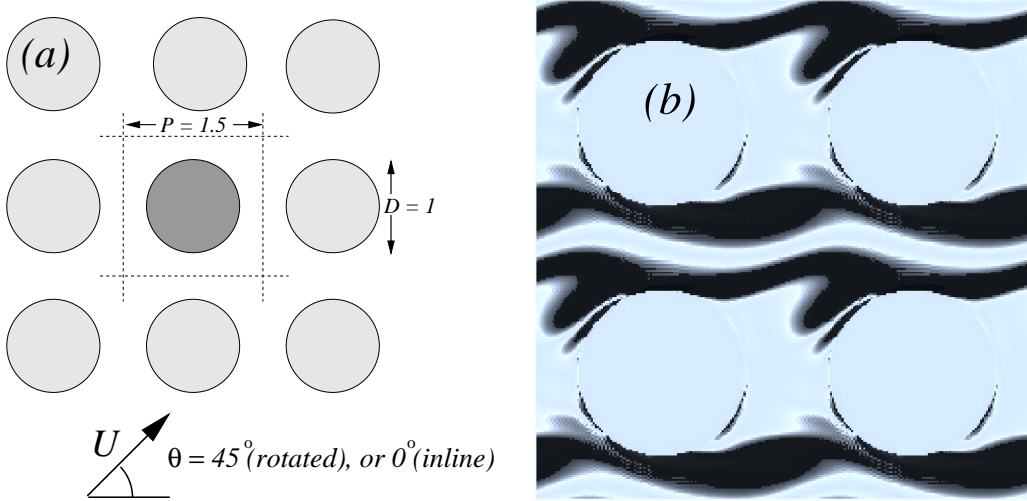 (a)
P = 1.5
D = 1
U
θ = 45°(rotated), or 0°(inline)
(b)